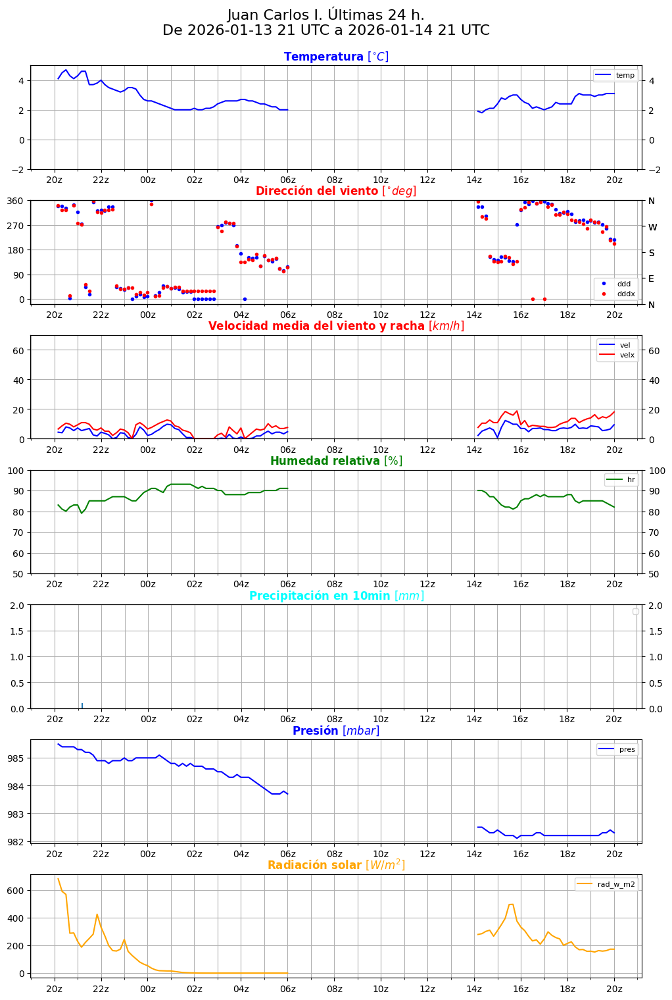 Juan Carlos I. Últimas 24 h.
De 2026-01-13 21 UTC a 2026-01-14 21 UTC
Temperatura [°C]
temp
4 4
2 2
0 0
−2 −2
20z 22z 00z 02z 04z 06z 08z 10z 12z 14z 16z 18z 20z
Dirección del viento [°deg]
360 N
270 W
180 S
90 E
0 N
ddd
dddx
20z 22z 00z 02z 04z 06z 08z 10z 12z 14z 16z 18z 20z
Velocidad media del viento y racha [km/h]
vel
velx
60 60
40 40
20 20
0 0
20z 22z 00z 02z 04z 06z 08z 10z 12z 14z 16z 18z 20z
Humedad relativa [%]
hr
100 100
90 90
80 80
70 70
60 60
50 50
20z 22z 00z 02z 04z 06z 08z 10z 12z 14z 16z 18z 20z
Precipitación en 10min [mm]
2.0 2.0
1.5 1.5
1.0 1.0
0.5 0.5
0.0 0.0
20z 22z 00z 02z 04z 06z 08z 10z 12z 14z 16z 18z 20z
Presión [mbar]
pres
985
984
983
982
20z 22z 00z 02z 04z 06z 08z 10z 12z 14z 16z 18z 20z
Radiación solar [W/m²]
rad_w_m2
600
400
200
0
20z 22z 00z 02z 04z 06z 08z 10z 12z 14z 16z 18z 20z